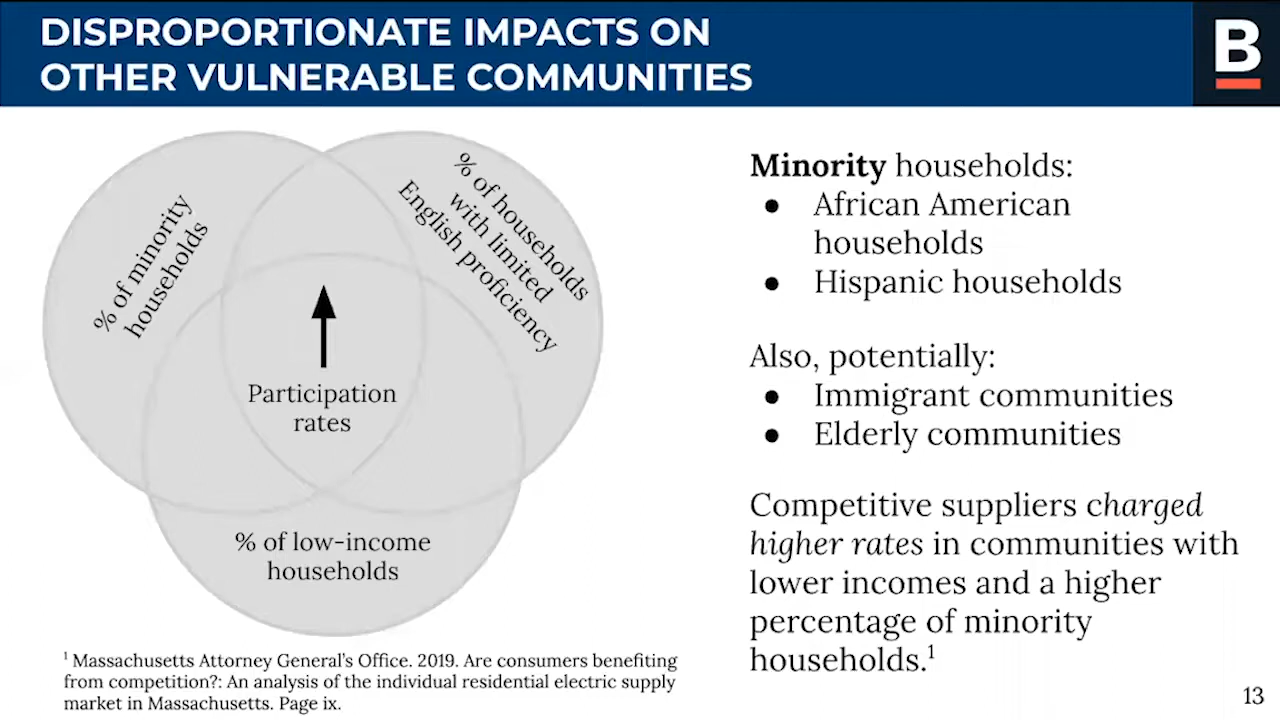 DISPROPORTIONATE IMPACTS ON
OTHER VULNERABLE COMMUNITIES
B
% of minority
households
% of households
with limited
English proficiency
Participation
rates
% of low-income
households
¹ Massachusetts Attorney General's Office. 2019. Are consumers benefiting
from competition?: An analysis of the individual residential electric supply
market in Massachusetts. Page ix.
Minority households:
● African American
households
● Hispanic households
Also, potentially:
● Immigrant communities
● Elderly communities
Competitive suppliers charged
higher rates in communities with
lower incomes and a higher
percentage of minority
households.¹
13